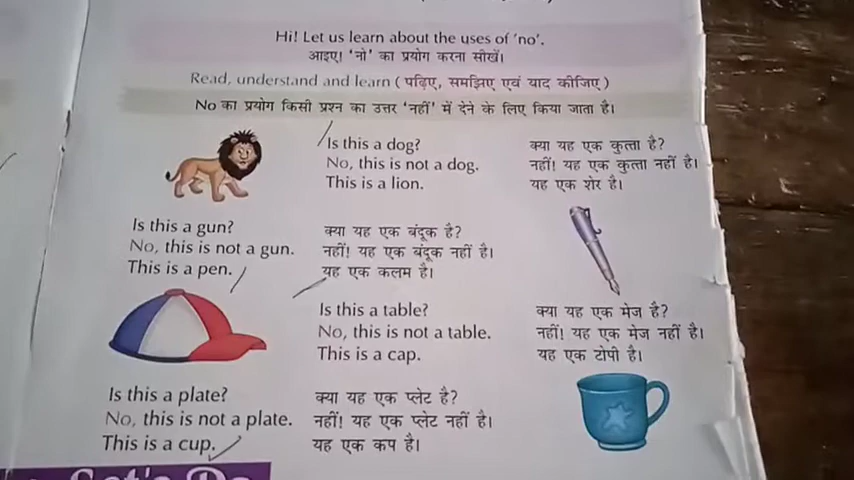 Hi! Let us learn about the uses of 'no'.
आइए! 'नो' का प्रयोग करना सीखें।
Read, understand and learn ( पढ़िए, समझिए एवं याद कीजिए )
No का प्रयोग किसी प्रश्न का उत्तर 'नहीं' में देने के लिए किया जाता है।
Is this a dog?
No, this is not a dog.
This is a lion.
क्या यह एक कुत्ता है?
नहीं! यह एक कुत्ता नहीं है।
यह एक शेर है।
Is this a gun?
No, this is not a gun.
This is a pen.
क्या यह एक बंदूक है?
नहीं! यह एक बंदूक नहीं है।
यह एक कलम है।
Is this a table?
No, this is not a table.
This is a cap.
क्या यह एक मेज है?
नहीं! यह एक मेज नहीं है।
यह एक टोपी है।
Is this a plate?
No, this is not a plate.
This is a cup.
क्या यह एक प्लेट है?
नहीं! यह एक प्लेट नहीं है।
यह एक कप है।
Let's Do